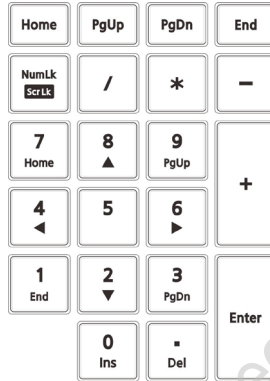 Home PgUp PgDn End
NumLk / * −
ScrLk
7 8 9
Home ▲ PgUp
+
4 5 6
◀ ▶
1 2 3
End ▼ PgDn
Enter
0 .
Ins Del